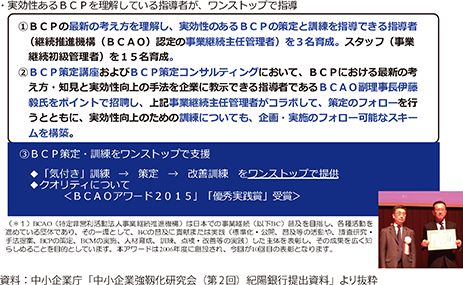 ・実効性あるＢＣＰを理解している指導者が、ワンストップで指導
①ＢＣＰの最新の考え方を理解し、実効性のあるＢＣＰの策定と訓練を指導できる指導者
（継続推進機構（ＢＣＡＯ）認定の事業継続主任管理者）を３名育成。スタッフ（事業
継続初級管理者）を１５名育成。
②ＢＣＰ策定講座およびＢＣＰ策定コンサルティングにおいて、ＢＣＰにおける最新の考
え方・知見と実効性向上の手法を企業に教示できる指導者であるＢＣＡＯ副理事長伊藤
毅氏をポイントで招聘し、上記事業継続主任管理者がコラボして、策定のフォローを行
うとともに、実効性向上のための訓練についても、企画・実施のフォロー可能なスキー
ムを構築。
③ＢＣＰ策定・訓練をワンストップで支援
◆「気付き」訓練 → 策定 → 改善訓練 をワンストップで提供
◆クオリティについて
＜ＢＣＡＯアワード２０１５」「優秀実践賞」受賞＞
（＊１）BCAO（特定非営利活動法人事業継続推進機構）は日本での事業継続（以下BC）普及を目指し、各種活動を
進めている団体であり、その一環として、BCの普及に貢献または実践（標準化・公開、普及等の活動や、調査研究・
手法提案、BCPの策定、BCMの実施、人材育成、訓練、点検・改善等の実践）した主体を表彰し、その成果を広く知
らしめることを目的としています。本アワードは2006年度に創設され、今回が10回目の表彰となります。
資料：中小企業庁「中小企業強靱化研究会（第２回）紀陽銀行提出資料」より抜粋